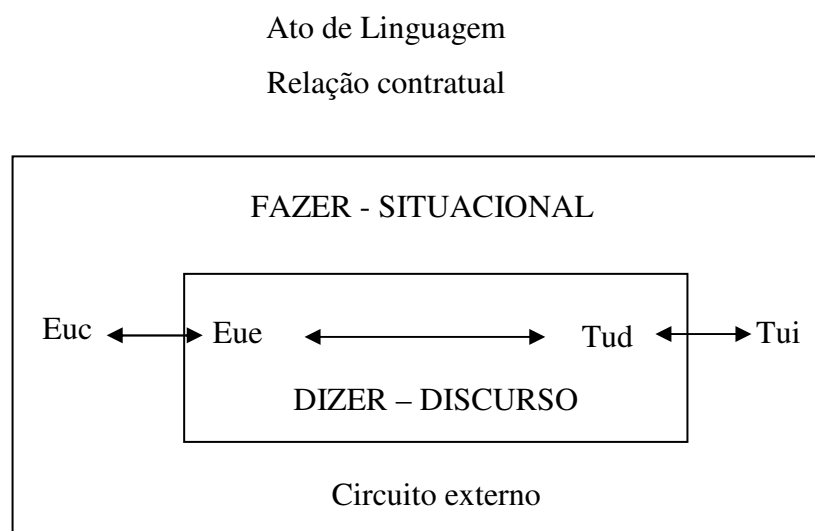 Ato de Linguagem
Relação contratual
FAZER - SITUACIONAL
Euc Eue Tud Tui
DIZER – DISCURSO
Circuito externo